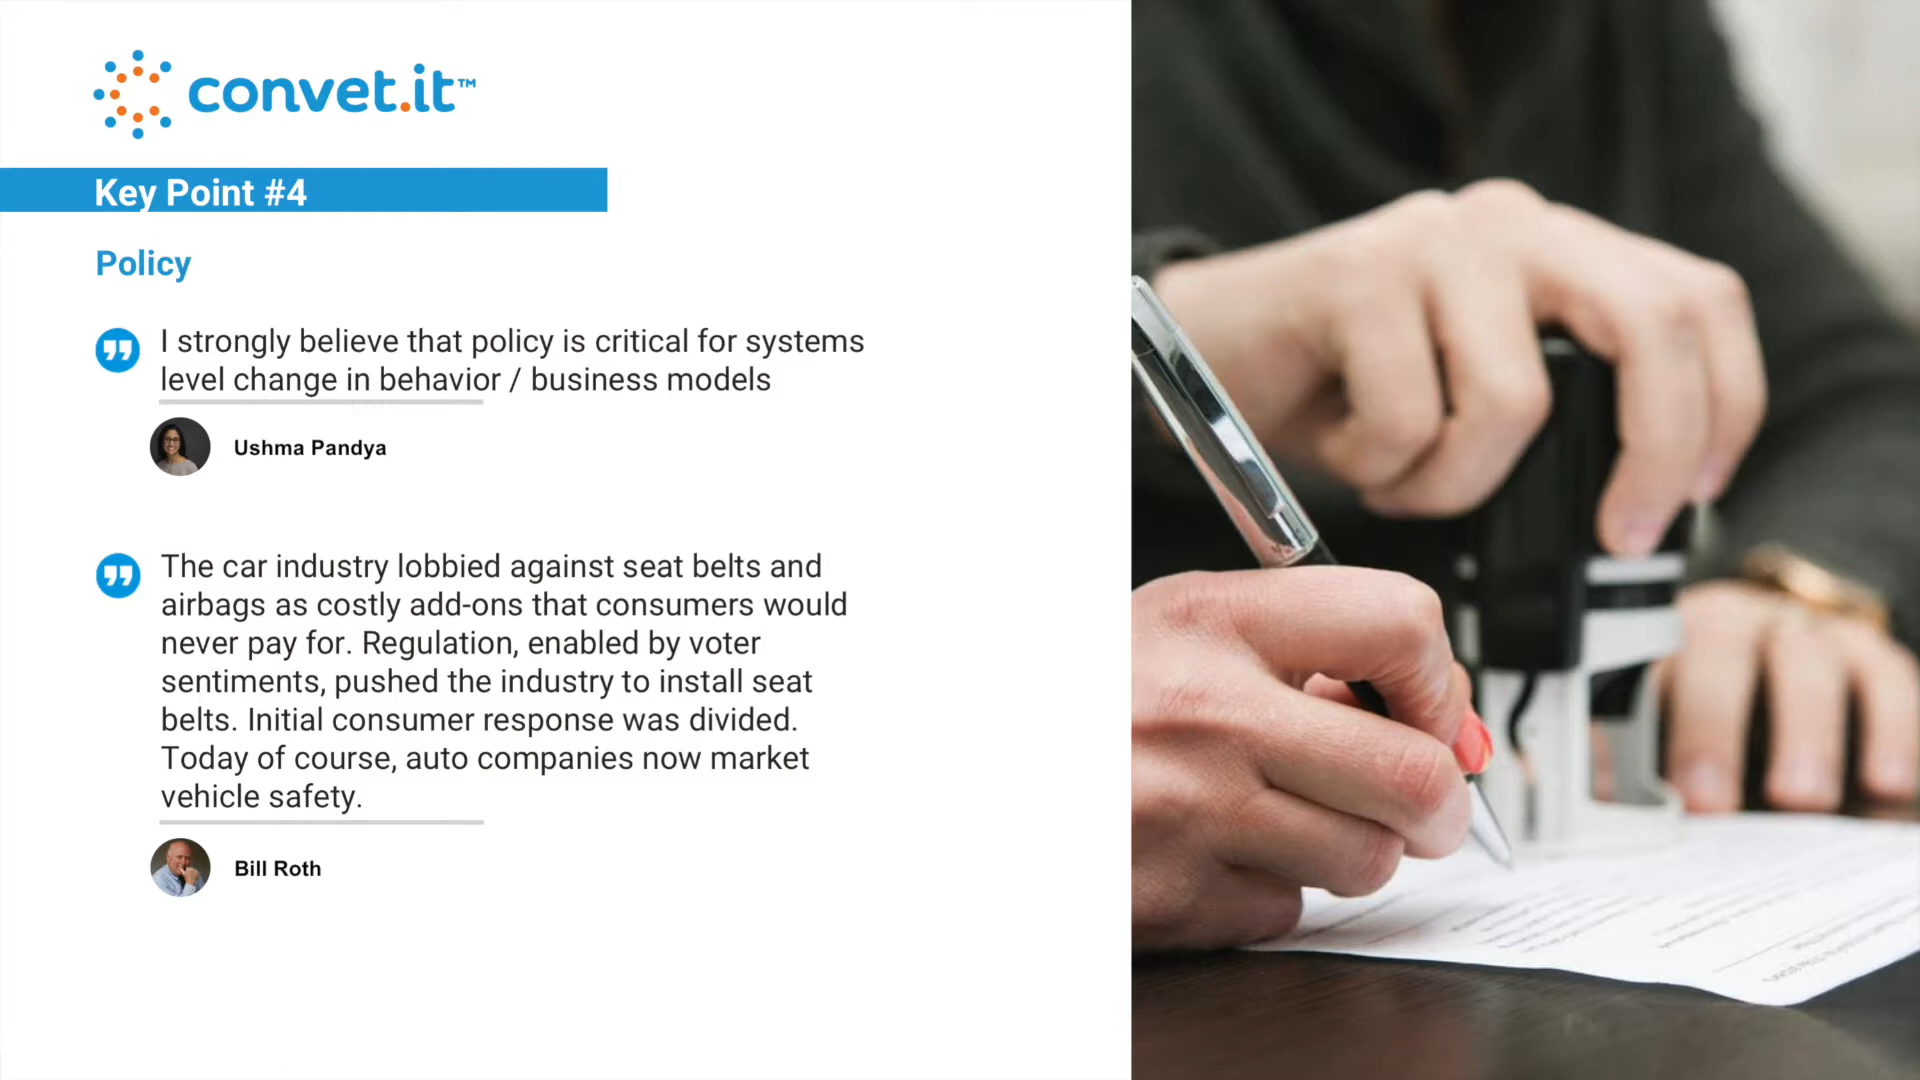 convet.it™
Key Point #4
Policy
I strongly believe that policy is critical for systems
level change in behavior / business models
Ushma Pandya
The car industry lobbied against seat belts and
airbags as costly add-ons that consumers would
never pay for. Regulation, enabled by voter
sentiments, pushed the industry to install seat
belts. Initial consumer response was divided.
Today of course, auto companies now market
vehicle safety.
Bill Roth